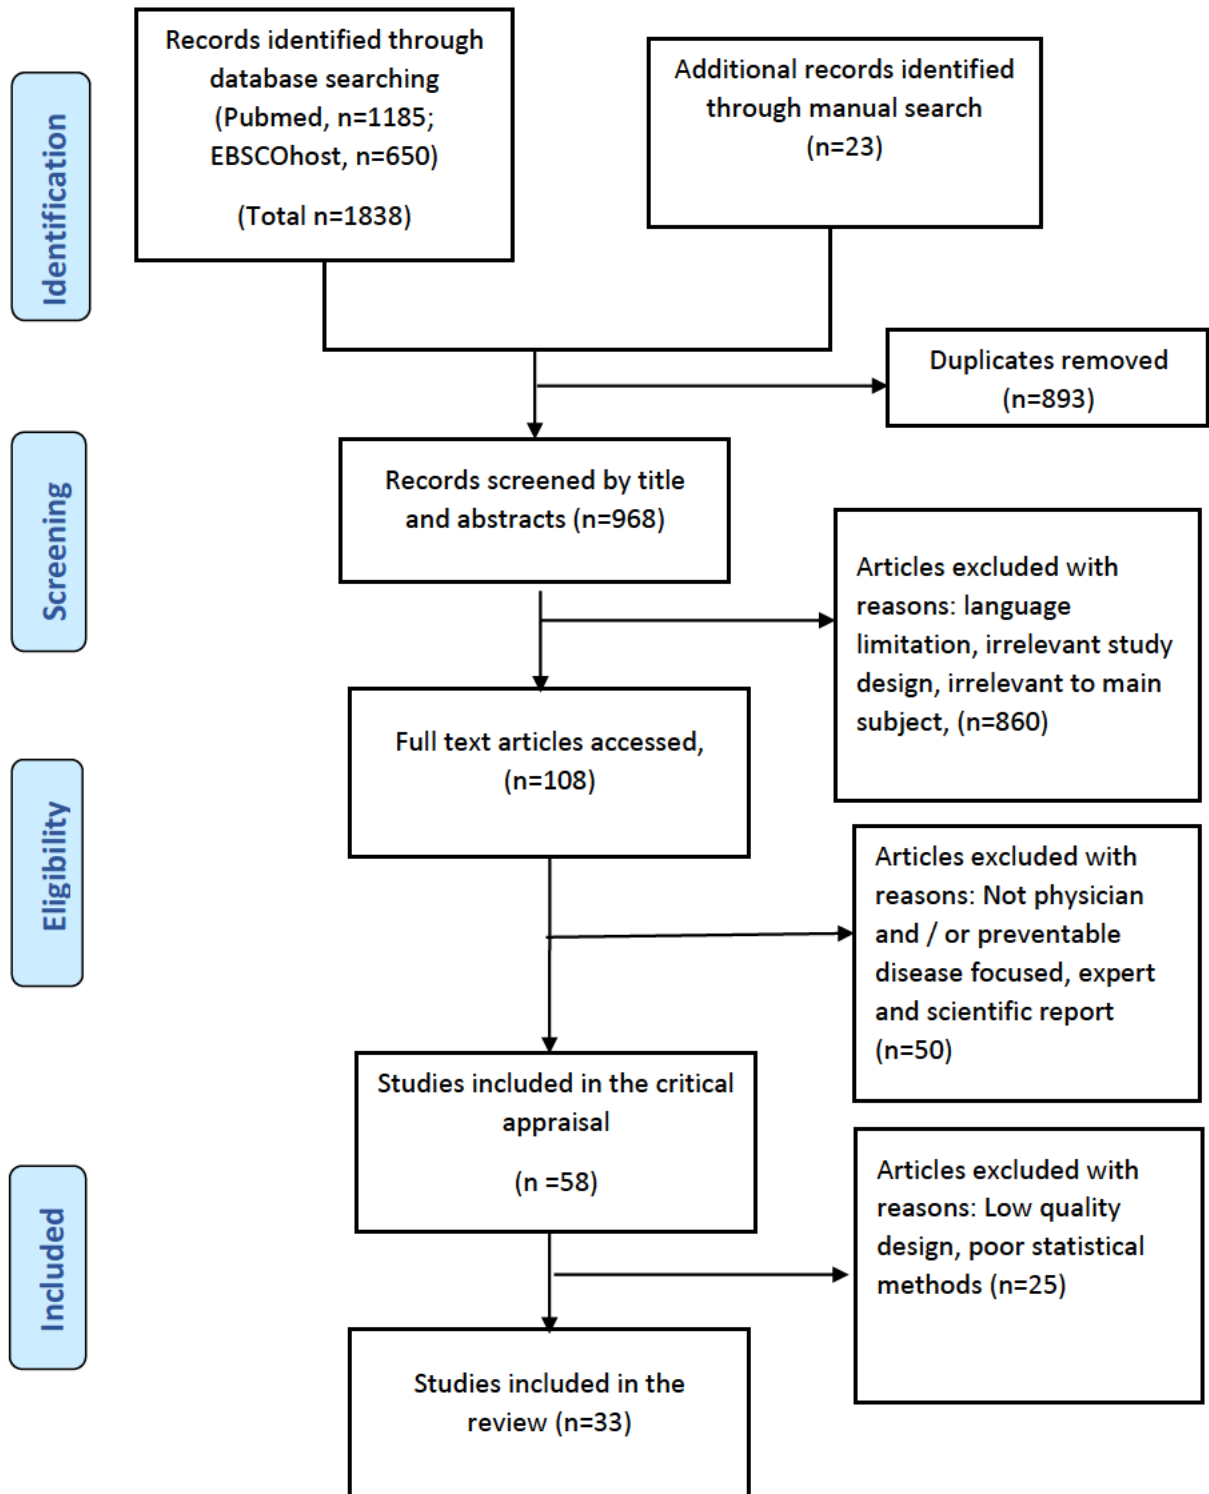 Identification
Records identified through
database searching
(Pubmed, n=1185;
EBSCOhost, n=650)
(Total n=1838)
Additional records identified
through manual search
(n=23)
Duplicates removed
(n=893)
Screening
Records screened by title
and abstracts (n=968)
Articles excluded with
reasons: language
limitation, irrelevant study
design, irrelevant to main
subject, (n=860)
Eligibility
Full text articles accessed,
(n=108)
Articles excluded with
reasons: Not physician
and / or preventable
disease focused, expert
and scientific report
(n=50)
Studies included in the critical
appraisal
(n =58)
Included
Articles excluded with
reasons: Low quality
design, poor statistical
methods (n=25)
Studies included in the
review (n=33)